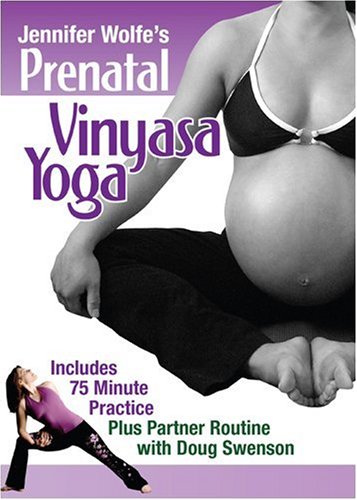 Jennifer Wolfe's
Prenatal
Vinyasa
Yoga
Includes
75 Minute
Practice
Plus Partner Routine
with Doug Swenson